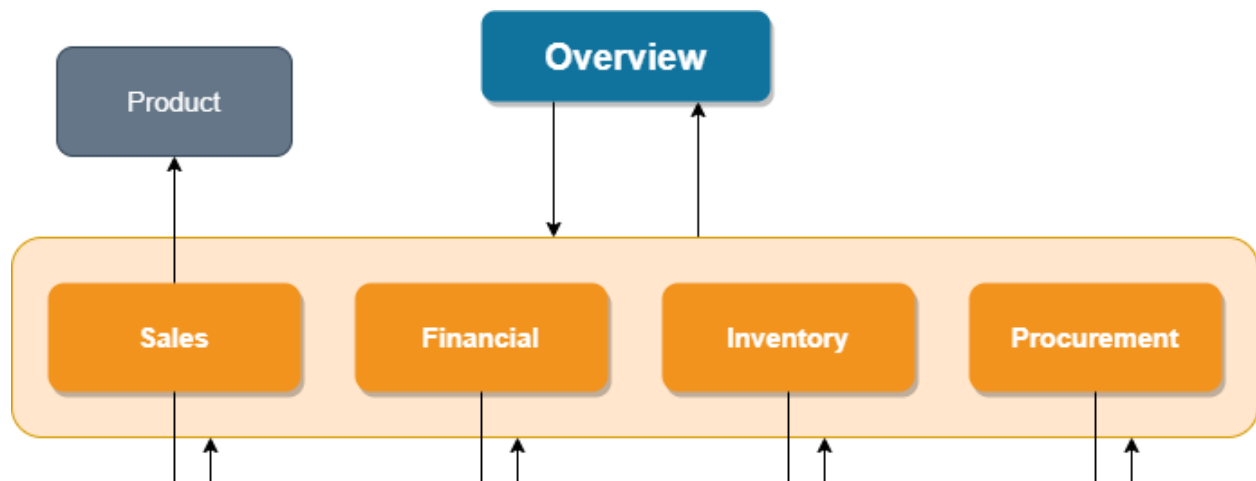 Overview
Product
Sales
Financial
Inventory
Procurement